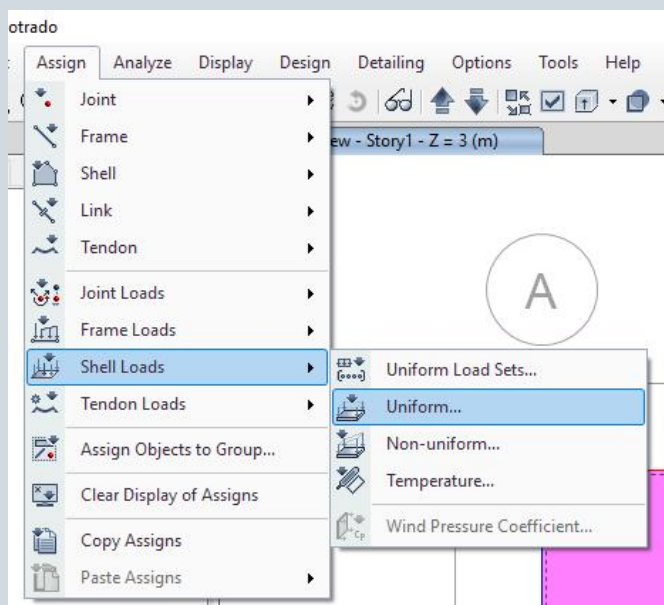 otrado
Assign Analyze Display Design Detailing Options Tools Help
Joint
Frame
ew - Story1 - Z = 3 (m)
Shell
Link
Tendon
Joint Loads
A
Frame Loads
Shell Loads
Uniform Load Sets...
Tendon Loads
Uniform...
Assign Objects to Group...
Non-uniform...
Temperature...
Clear Display of Assigns
Wind Pressure Coefficient...
Copy Assigns
Paste Assigns